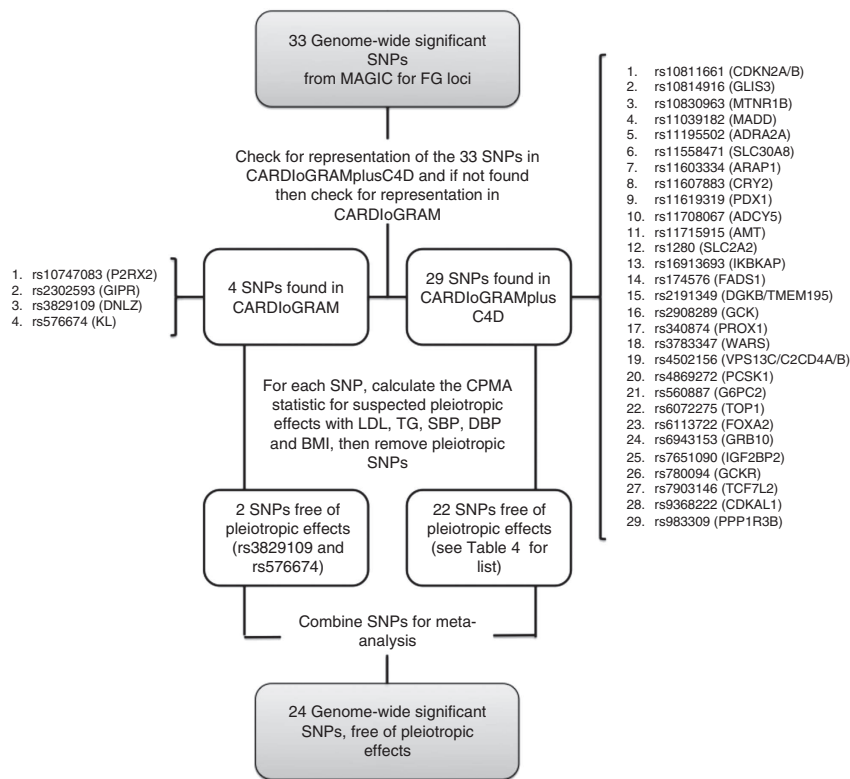 33 Genome-wide significant
SNPs
from MAGIC for FG loci
Check for representation of the 33 SNPs in
CARDIoGRAMplusC4D and if not found
then check for representation in
CARDIoGRAM
1. rs10747083 (P2RX2)
2. rs2302593 (GIPR)
3. rs3829109 (DNLZ)
4. rs576674 (KL)
4 SNPs found in
CARDIoGRAM
29 SNPs found in
CARDIoGRAMplus
C4D
1. rs10811661 (CDKN2A/B)
2. rs10814916 (GLIS3)
3. rs10830963 (MTNR1B)
4. rs11039182 (MADD)
5. rs11195502 (ADRA2A)
6. rs11558471 (SLC30A8)
7. rs11603334 (ARAP1)
8. rs11607883 (CRY2)
9. rs11619319 (PDX1)
10. rs11708067 (ADCY5)
11. rs11715915 (AMT)
12. rs1280 (SLC2A2)
13. rs16913693 (IKBKAP)
14. rs174576 (FADS1)
15. rs2191349 (DGKB/TMEM195)
16. rs2908289 (GCK)
17. rs340874 (PROX1)
18. rs3783347 (WARS)
19. rs4502156 (VPS13C/C2CD4A/B)
20. rs4869272 (PCSK1)
21. rs560887 (G6PC2)
22. rs6072275 (TOP1)
23. rs6113722 (FOXA2)
24. rs6943153 (GRB10)
25. rs7651090 (IGF2BP2)
26. rs780094 (GCKR)
27. rs7903146 (TCF7L2)
28. rs9368222 (CDKAL1)
29. rs983309 (PPP1R3B)
For each SNP, calculate the CPMA
statistic for suspected pleiotropic
effects with LDL, TG, SBP, DBP
and BMI, then remove pleiotropic
SNPs
2 SNPs free of
pleiotropic effects
(rs3829109 and
rs576674)
22 SNPs free of
pleiotropic effects
(see Table 4 for
list)
Combine SNPs for meta-
analysis
24 Genome-wide significant
SNPs, free of pleiotropic
effects